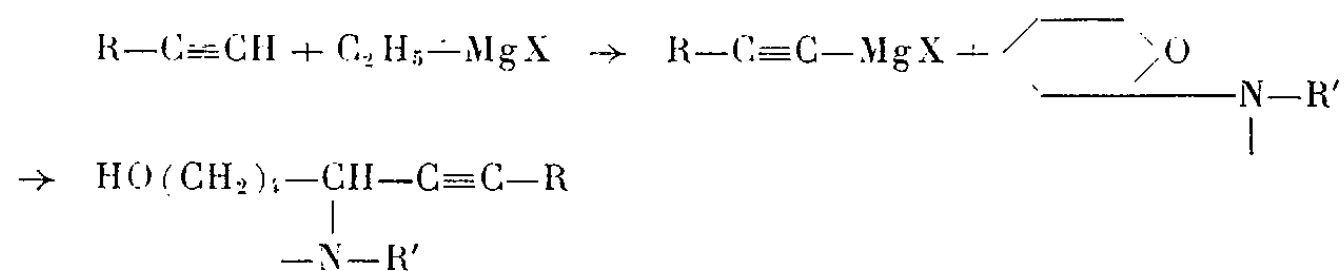 R—C≡CH + C₂H₅—MgX → R—C≡C—MgX + O
N—R′
→ HO(CH₂)₄—CH—C≡C—R
—N—R′